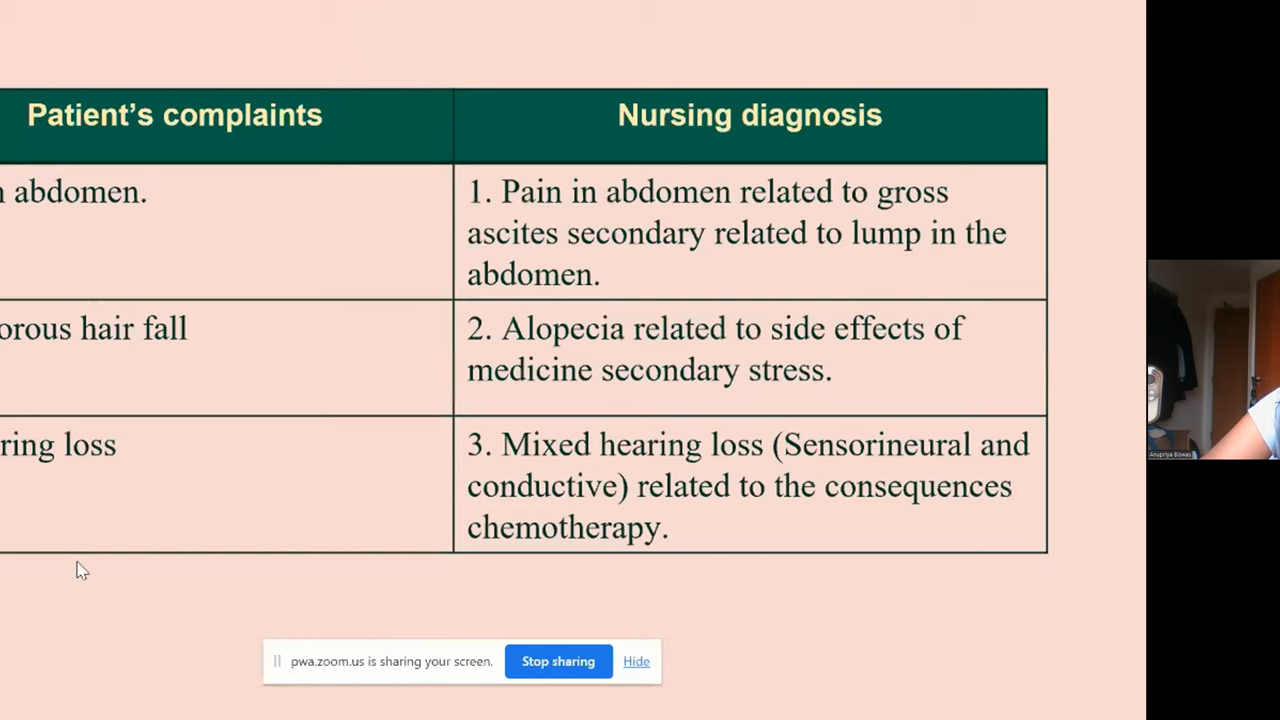 Patient's complaints
Nursing diagnosis
abdomen.
1. Pain in abdomen related to gross
ascites secondary related to lump in the
abdomen.
orous hair fall
2. Alopecia related to side effects of
medicine secondary stress.
ring loss
3. Mixed hearing loss (Sensorineural and
conductive) related to the consequences
chemotherapy.
Anupriya Biswas
pwa.zoom.us is sharing your screen.
Stop sharing
Hide